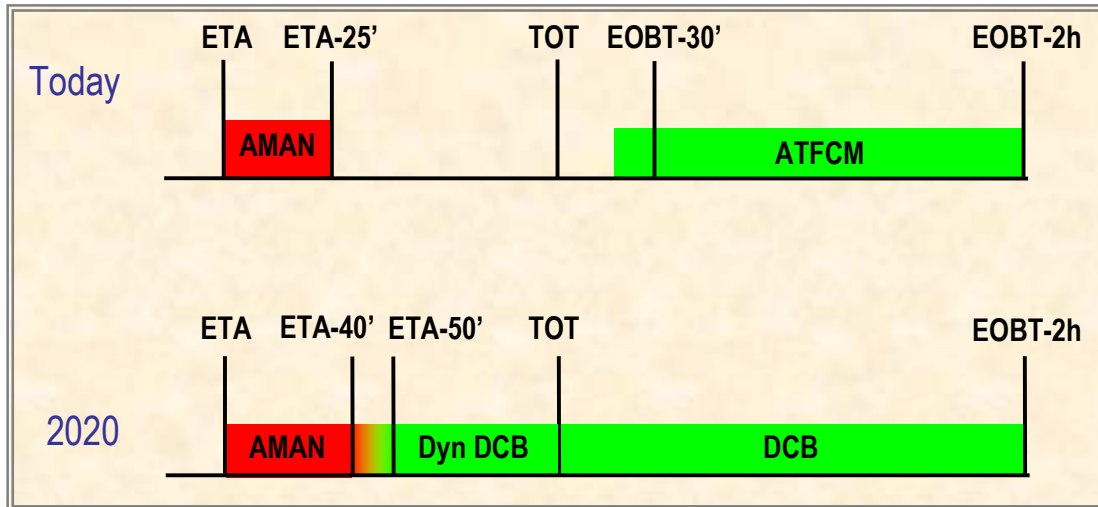 ETA ETA-25’ TOT EOBT-30’ EOBT-2h
Today
AMAN ATFCM
ETA ETA-40’ ETA-50’ TOT EOBT-2h
2020
AMAN Dyn DCB DCB